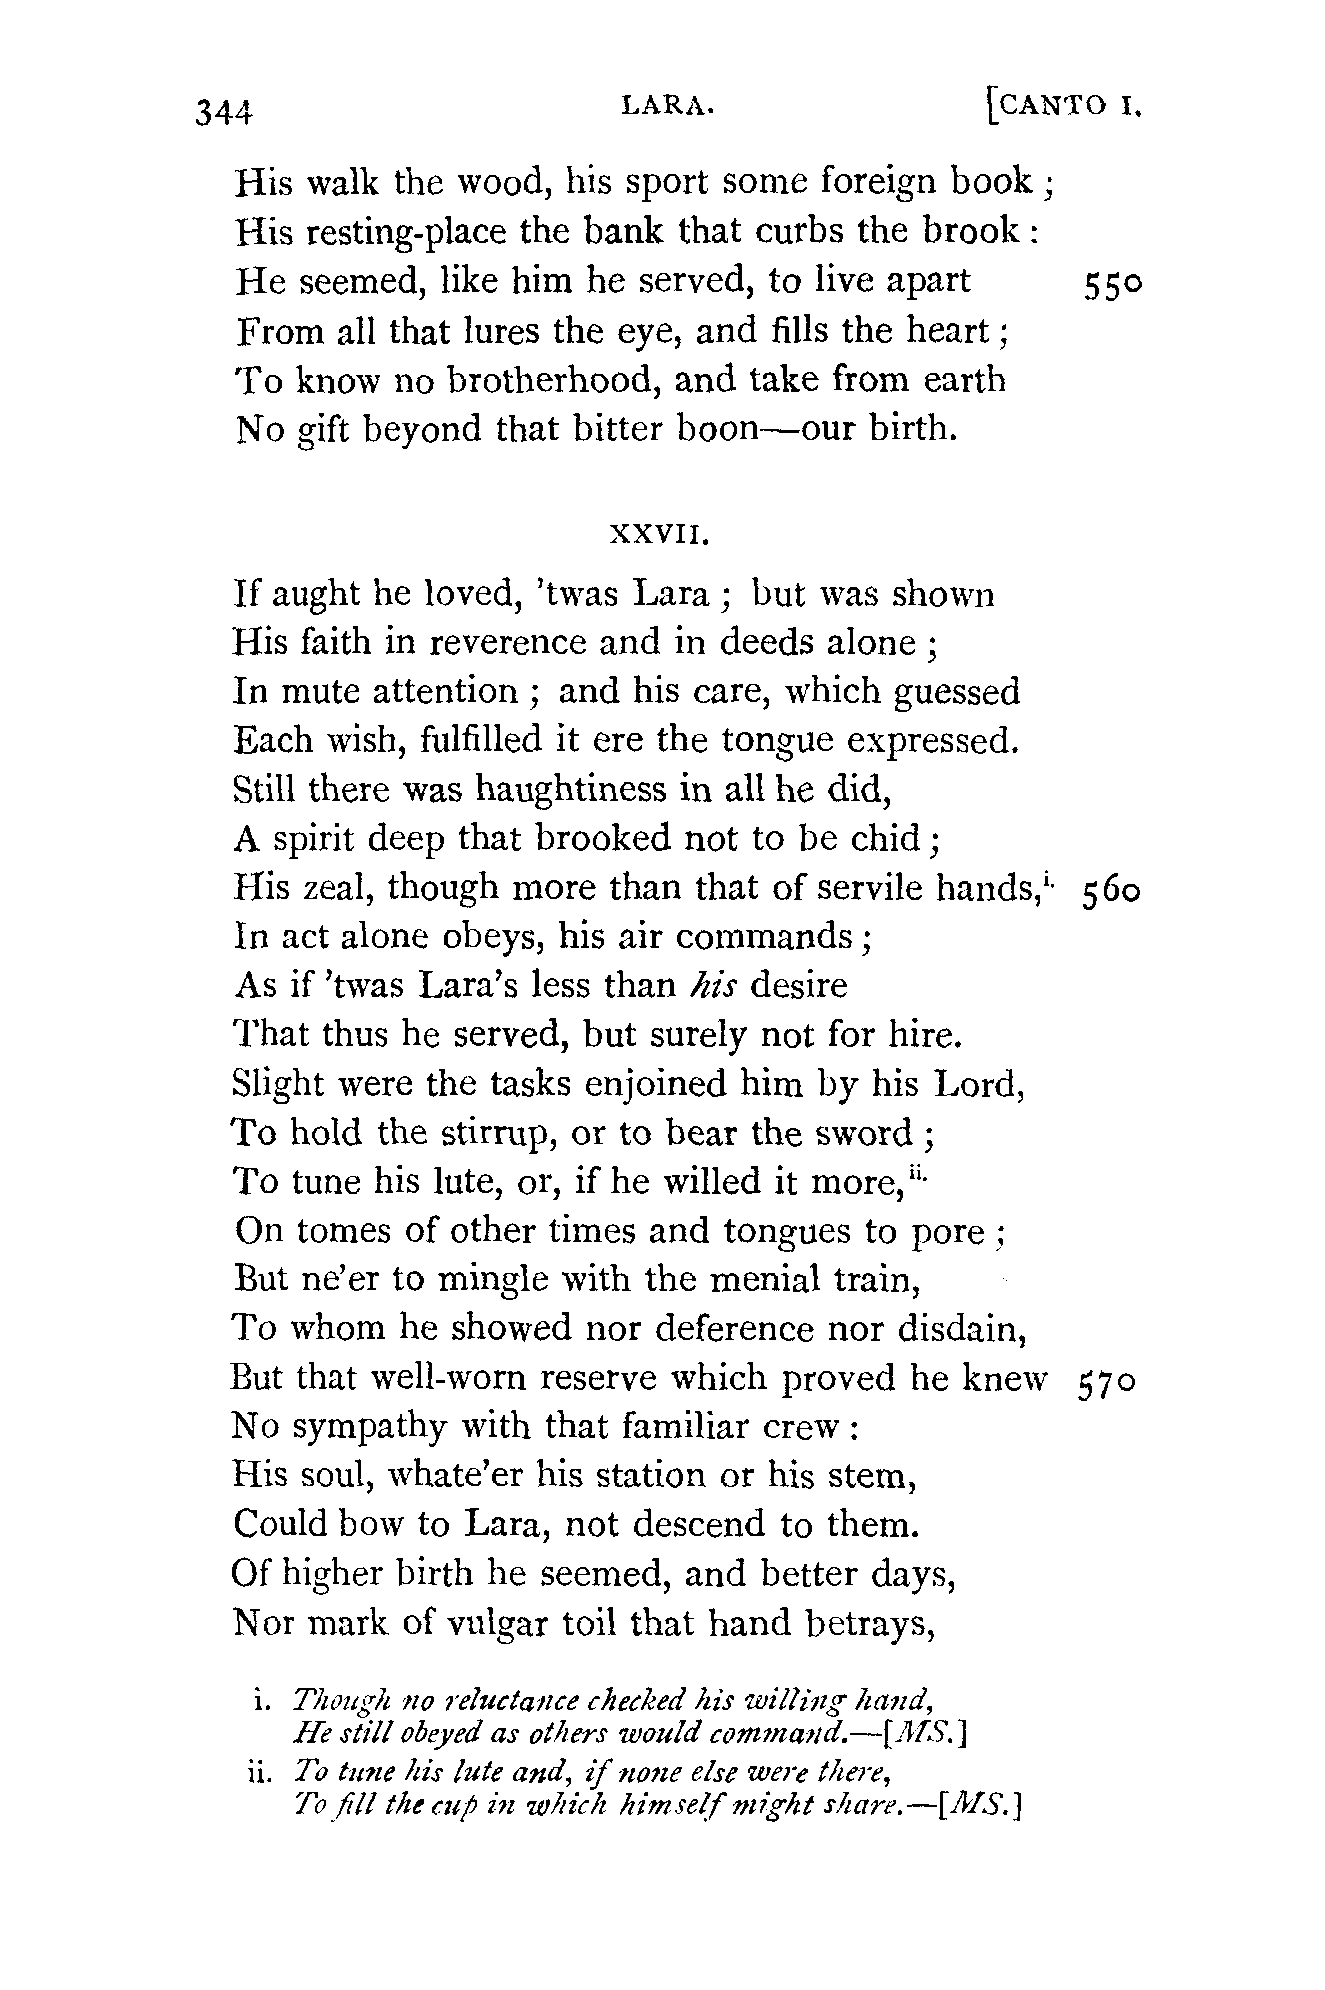 344 LARA. [CANTO I.
His walk the wood, his sport some foreign book ;
His resting-place the bank that curbs the brook :
He seemed, like him he served, to live apart 550
From all that lures the eye, and fills the heart ;
To know no brotherhood, and take from earth
No gift beyond that bitter boon—our birth.
XXVII.
If aught he loved, 'twas Lara ; but was shown
His faith in reverence and in deeds alone ;
In mute attention ; and his care, which guessed
Each wish, fulfilled it ere the tongue expressed.
Still there was haughtiness in all he did,
A spirit deep that brooked not to be chid ;
His zeal, though more than that of servile hands,i. 560
In act alone obeys, his air commands ;
As if 'twas Lara's less than his desire
That thus he served, but surely not for hire.
Slight were the tasks enjoined him by his Lord,
To hold the stirrup, or to bear the sword ;
To tune his lute, or, if he willed it more,ii.
On tomes of other times and tongues to pore ;
But ne'er to mingle with the menial train,
To whom he showed nor deference nor disdain,
But that well-worn reserve which proved he knew 570
No sympathy with that familiar crew :
His soul, whate'er his station or his stem,
Could bow to Lara, not descend to them.
Of higher birth he seemed, and better days,
Nor mark of vulgar toil that hand betrays,
i. Though no reluctance checked his willing hand,
He still obeyed as others would command.—[MS.]
ii. To tune his lute and, if none else were there,
To fill the cup in which himself might share.—[MS.]